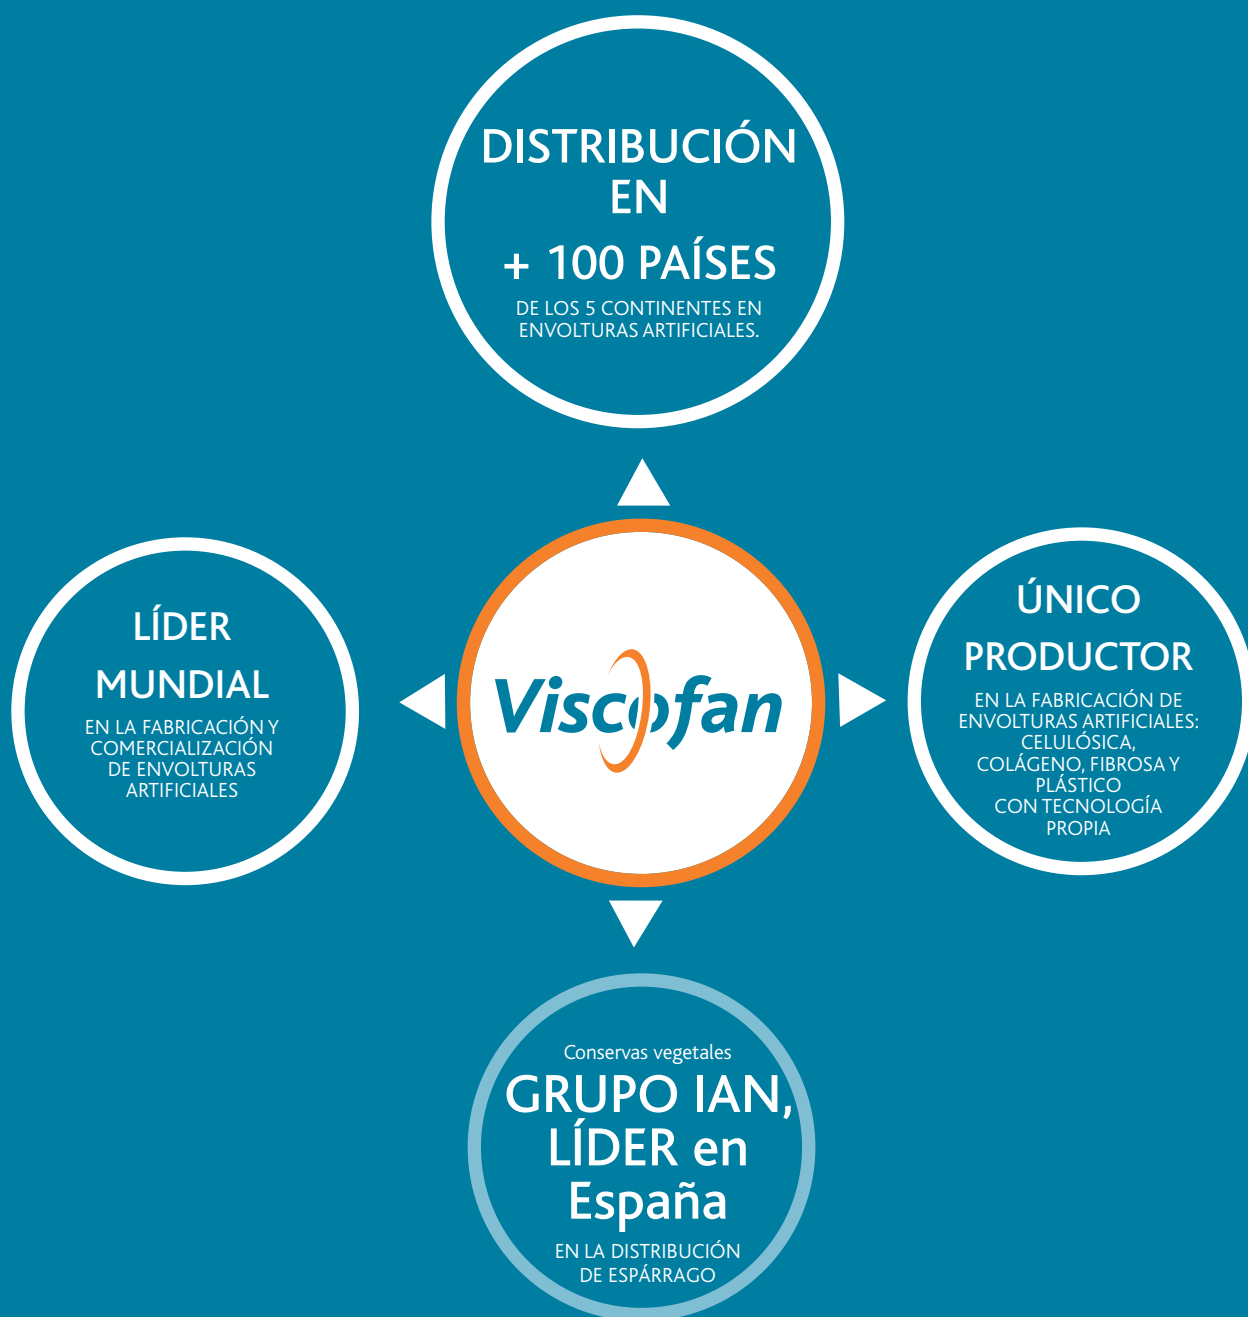 DISTRIBUCIÓN
EN
+ 100 PAÍSES
DE LOS 5 CONTINENTES EN
ENVOLTURAS ARTIFICIALES.
LÍDER
MUNDIAL
EN LA FABRICACIÓN Y
COMERCIALIZACIÓN
DE ENVOLTURAS
ARTIFICIALES
Viscofan
ÚNICO
PRODUCTOR
EN LA FABRICACIÓN DE
ENVOLTURAS ARTIFICIALES:
CELULÓSICA,
COLÁGENO, FIBROSA Y
PLÁSTICO
CON TECNOLOGÍA
PROPIA
Conservas vegetales
GRUPO IAN,
LÍDER en
España
EN LA DISTRIBUCIÓN
DE ESPÁRRAGO